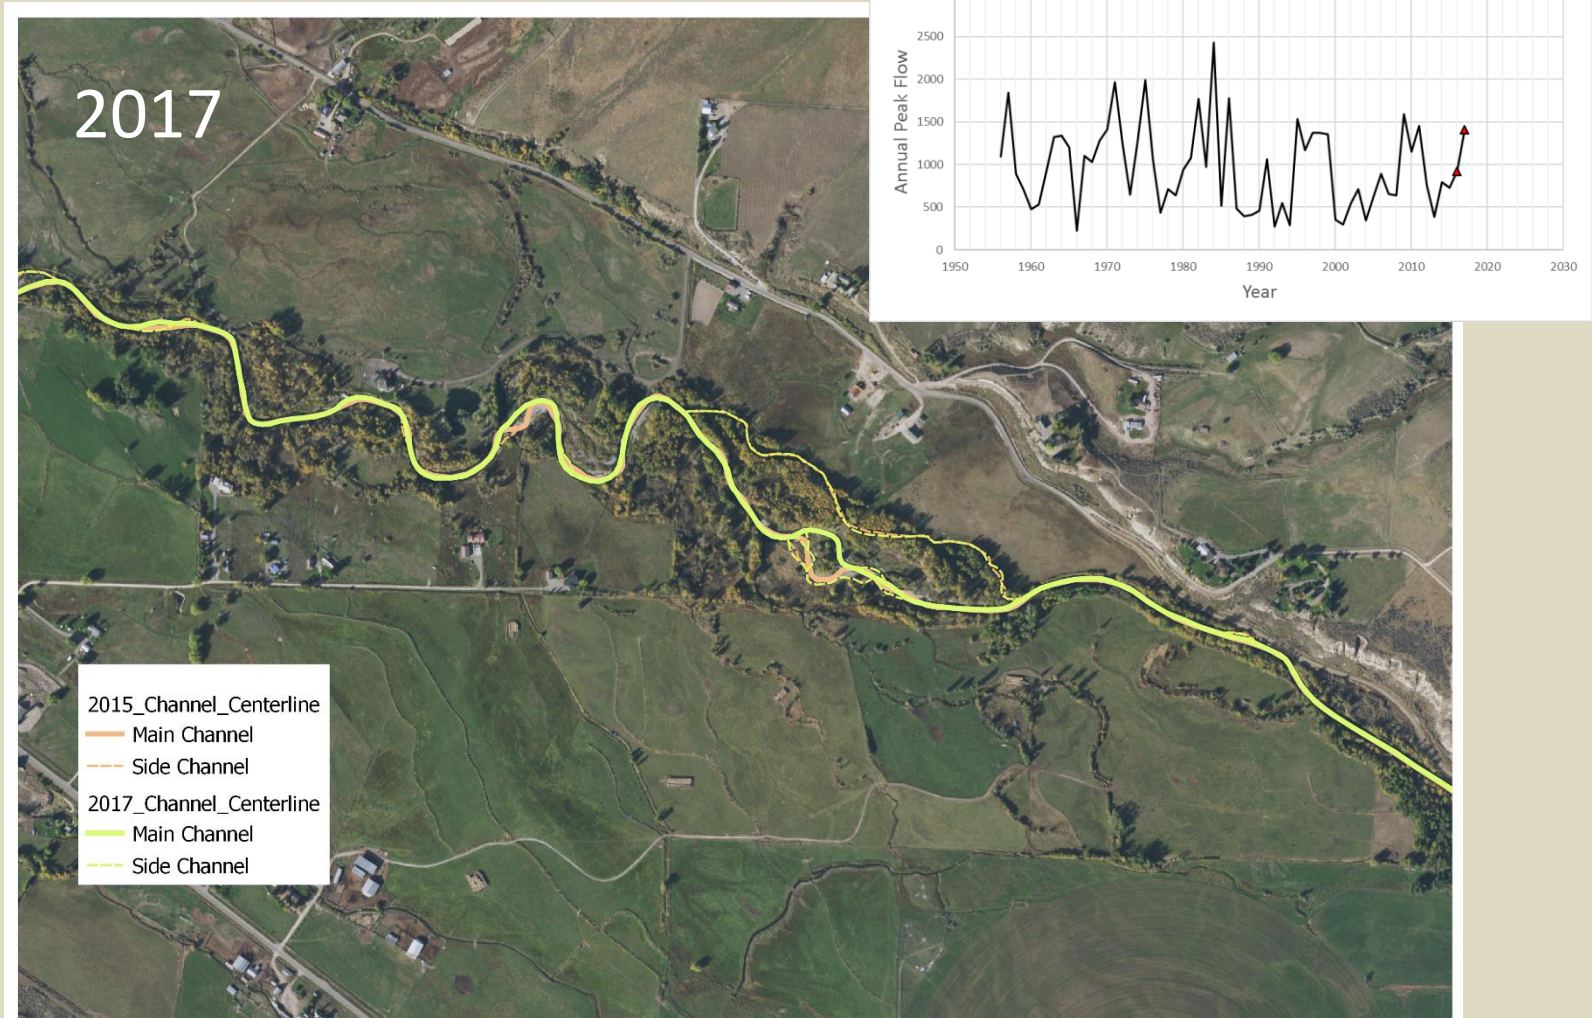 2017
2015_Channel_Centerline
Main Channel
Side Channel
2017_Channel_Centerline
Main Channel
Side Channel
Annual Peak Flow
2500
2000
1500
1000
500
0
1950 1960 1970 1980 1990 2000 2010 2020 2030
Year